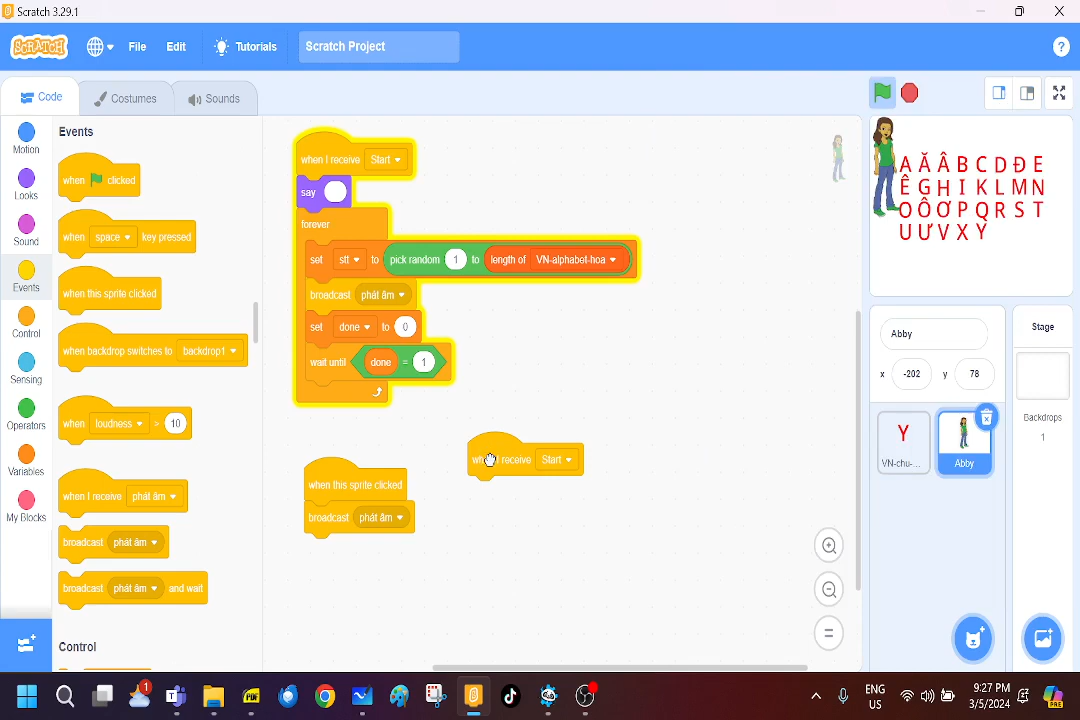 Scratch 3.29.1
SCRATCH
File Edit Tutorials Scratch Project ?
Code Costumes Sounds
Motion
Looks
Sound
Events
Control
Sensing
Operators
Variables
My Blocks
Events
when clicked
when space key pressed
when this sprite clicked
when backdrop switches to backdrop1
when loudness > 10
when I receive phát âm
broadcast phát âm
broadcast phát âm and wait
Control
when I receive Start
say
forever
set stt to pick random 1 to length of VN-alphabet-hoa
broadcast phát âm
set done to 0
wait until done = 1
when this sprite clicked
broadcast phát âm
receive Start
A Ă Â B C D Đ E
Ê G H I K L M N
O Ô Ơ P Q R S T
U Ư V X Y
Abby
x -202 y 78
Y
VN-chu-...
Abby
Stage
Backdrops
1
1
PDF
ENG
US
9:27 PM
3/5/2024
PRE